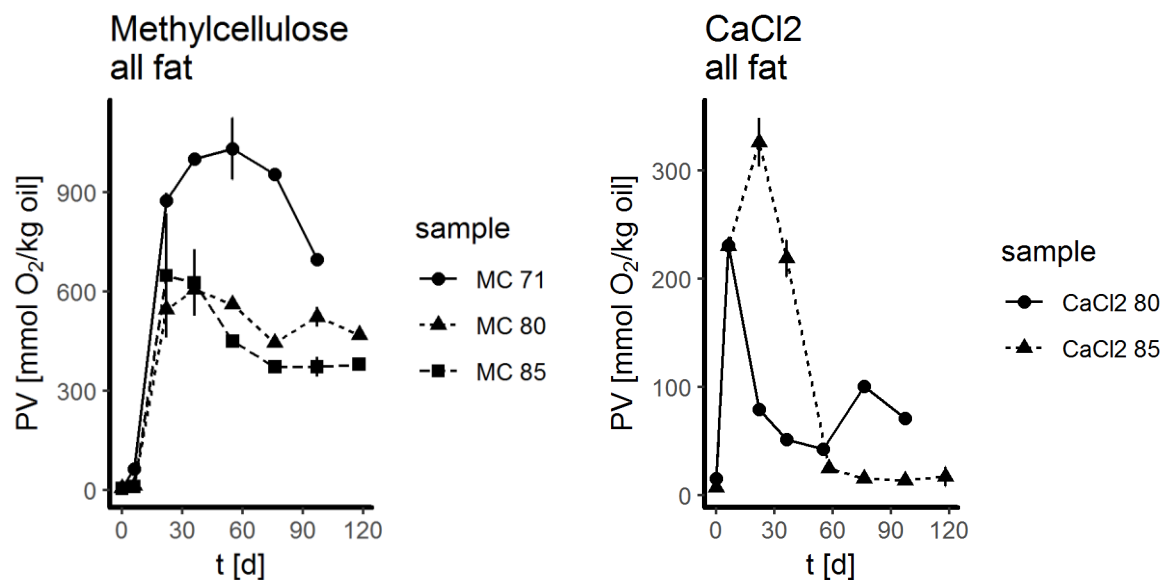 Methylcellulose
all fat
PV [mmol O₂/kg oil]
900
600
300
0
0 30 60 90 120
t [d]
sample
MC 71
MC 80
MC 85
CaCl2
all fat
PV [mmol O₂/kg oil]
300
200
100
0
0 30 60 90 120
t [d]
sample
CaCl2 80
CaCl2 85